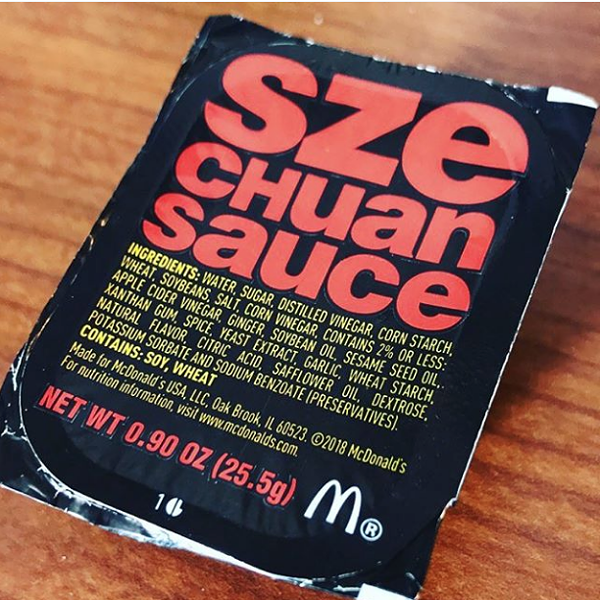 sze
CHuan
sauce
INGREDIENTS: WATER, SUGAR, DISTILLED VINEGAR, CORN STARCH,
WHEAT, SOYBEANS, SALT, CORN VINEGAR, CONTAINS 2% OR LESS:
APPLE CIDER VINEGAR, GINGER, SOYBEAN OIL, SESAME SEED OIL,
XANTHAN GUM, SPICE, YEAST EXTRACT, GARLIC, WHEAT STARCH,
NATURAL FLAVOR, CITRIC ACID, SAFFLOWER OIL, DEXTROSE,
POTASSIUM SORBATE AND SODIUM BENZOATE (PRESERVATIVES).
CONTAINS: SOY, WHEAT
Made for McDonald's USA, LLC, Oak Brook, IL 60523. ©2018 McDonald's
For nutrition information, visit www.mcdonalds.com.
NET WT 0.90 OZ (25.5g)
M®
1